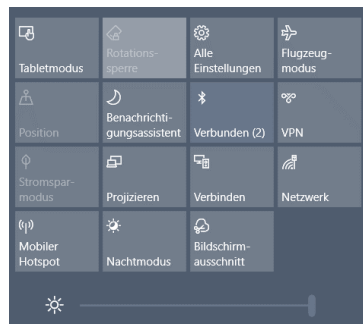 Tabletmodus
Rotations-
sperre
Alle
Einstellungen
Flugzeug-
modus
Position
Benachrichti-
gungsassistent
Verbunden (2)
VPN
Stromspar-
modus
Projizieren
Verbinden
Netzwerk
Mobiler
Hotspot
Nachtmodus
Bildschirm-
ausschnitt